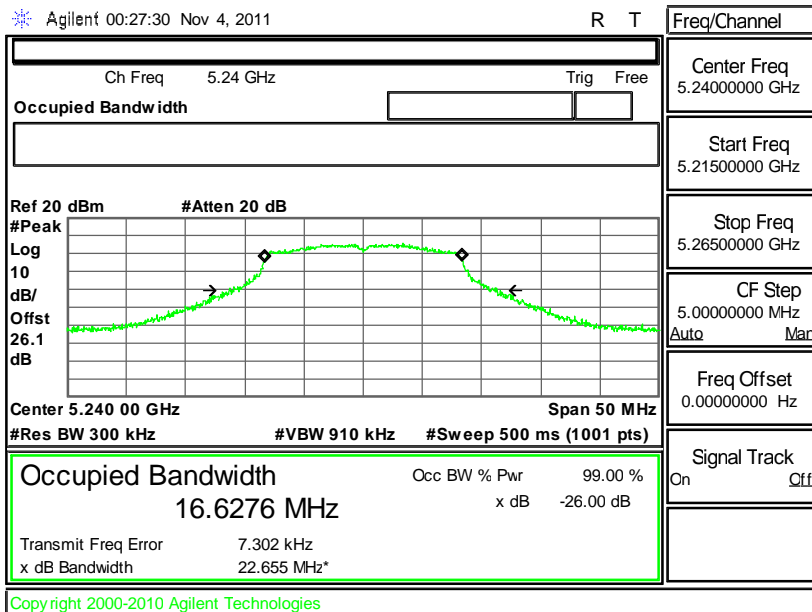 Agilent 00:27:30 Nov 4, 2011 R T
Freq/Channel
Ch Freq 5.24 GHz Trig Free
Occupied Bandwidth
Center Freq
5.24000000 GHz
Start Freq
5.21500000 GHz
Stop Freq
5.26500000 GHz
CF Step
5.00000000 MHz
Auto Man
Freq Offset
0.00000000 Hz
Signal Track
On Off
Ref 20 dBm #Atten 20 dB
#Peak
Log
10
dB/
Offst
26.1
dB
Center 5.240 00 GHz Span 50 MHz
#Res BW 300 kHz #VBW 910 kHz #Sweep 500 ms (1001 pts)
Occupied Bandwidth Occ BW % Pwr 99.00 %
16.6276 MHz x dB -26.00 dB
Transmit Freq Error 7.302 kHz
x dB Bandwidth 22.655 MHz*
Copyright 2000-2010 Agilent Technologies